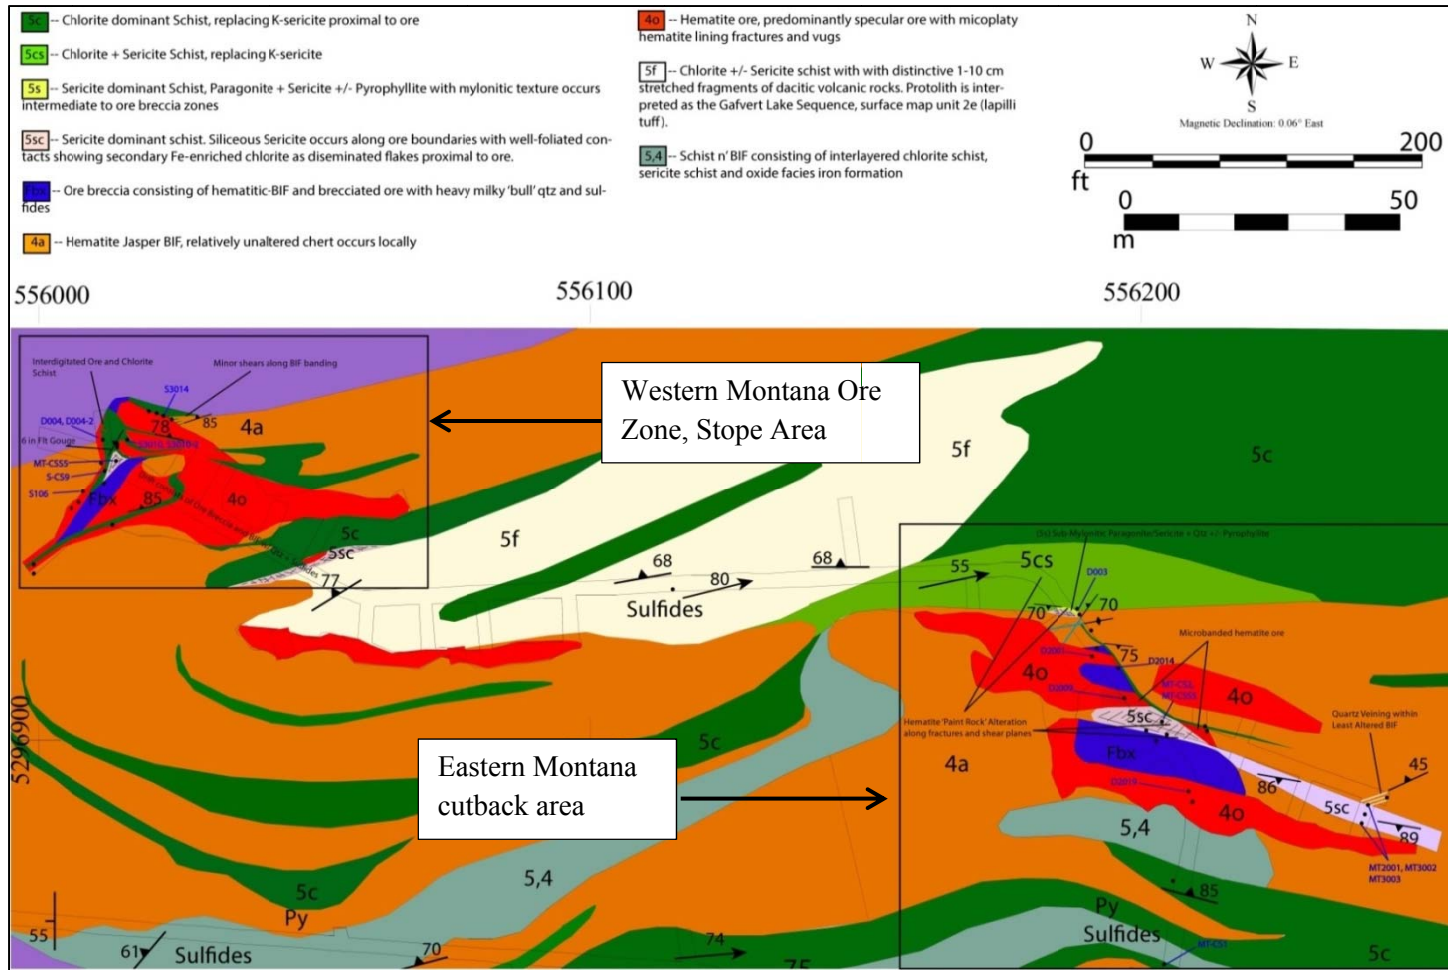 5c -- Chlorite dominant Schist, replacing K-sericite proximal to ore
5cs -- Chlorite + Sericite Schist, replacing K-sericite
5s -- Sericite dominant Schist, Paragonite + Sericite +/- Pyrophyllite with mylonitic texture occurs
intermediate to ore breccia zones
5sc -- Sericite dominant schist. Siliceous Sericite occurs along ore boundaries with well-foliated con-
tacts showing secondary Fe-enriched chlorite as diseminated flakes proximal to ore.
Fbx -- Ore breccia consisting of hematitic-BIF and brecciated ore with heavy milky 'bull' qtz and sul-
fides
4a -- Hematite Jasper BIF, relatively unaltered chert occurs locally
4o -- Hematite ore, predominantly specular ore with micoplaty
hematite lining fractures and vugs
5f -- Chlorite +/- Sericite schist with with distinctive 1-10 cm
stretched fragments of dacitic volcanic rocks. Protolith is inter-
preted as the Gafvert Lake Sequence, surface map unit 2e (lapilli
tuff).
5,4 -- Schist n' BIF consisting of interlayered chlorite schist,
sericite schist and oxide facies iron formation
N
W E
S
Magnetic Declination: 0.06° East
0 200
ft
0 50
m
556000 556100 556200
5296900
Interdigitated Ore and Chlorite
Schist
Minor shears along BIF banding
S3014
D004, D004-2
85
78
4a
6 in Flt Gouge
MT-CSS5
S-CS9
S106
Fbx
85
4o
5c
5sc
77
Western Montana Ore
Zone, Stope Area
5f
5f
5c
68
80
68
Sulfides
55
5cs
(5s) Sub Mylonite: Paragonite/Sericite + Qtz +/- Pyrophyllite
D003
70
70
Microbanded hematite ore
75
D2014
4o
4o
5sc
Hematite 'Paint Rock' Alteration
along fractures and shear planes
Quartz Veining within
Least Altered BIF
Fbx
4a
86
45
5sc
D2019
4o
89
MT2001, MT3002
MT3003
5,4
85
Py
Sulfides
MT-CS1
5c
Eastern Montana
cutback area
5c
5c
5,4
Py
55
61
Sulfides
70
74
75